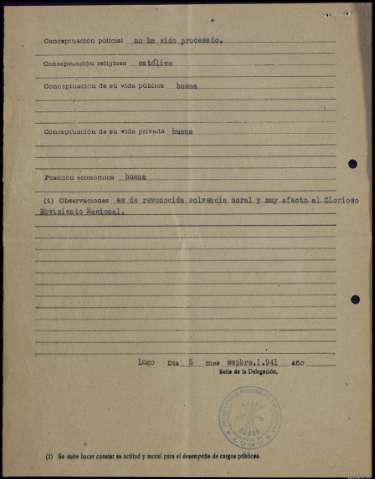 Conceptuación policial no ha sido procesado.
Conceptuación religiosa católica
Conceptuación de su vida pública buena
Conceptuación de su vida privada buena
Posición económica buena
(1) Observaciones es de reconocida solvencia moral y muy afecto al Glorioso
Movimiento Nacional.
Lugo Día 5 mes sepbre.1.941 Año
Sello de la Delegación,
(1) Se debe hacer constar su actitud y moral para el desempeño de cargos públicos.